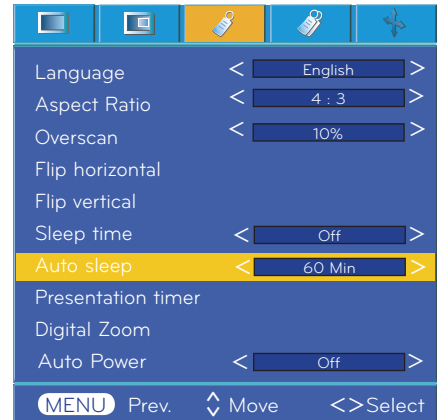 Language < English >
Aspect Ratio < 4 : 3 >
Overscan < 10% >
Flip horizontal
Flip vertical
Sleep time < Off >
Auto sleep < 60 Min >
Presentation timer
Digital Zoom
Auto Power < Off >
MENU Prev. Move <>Select